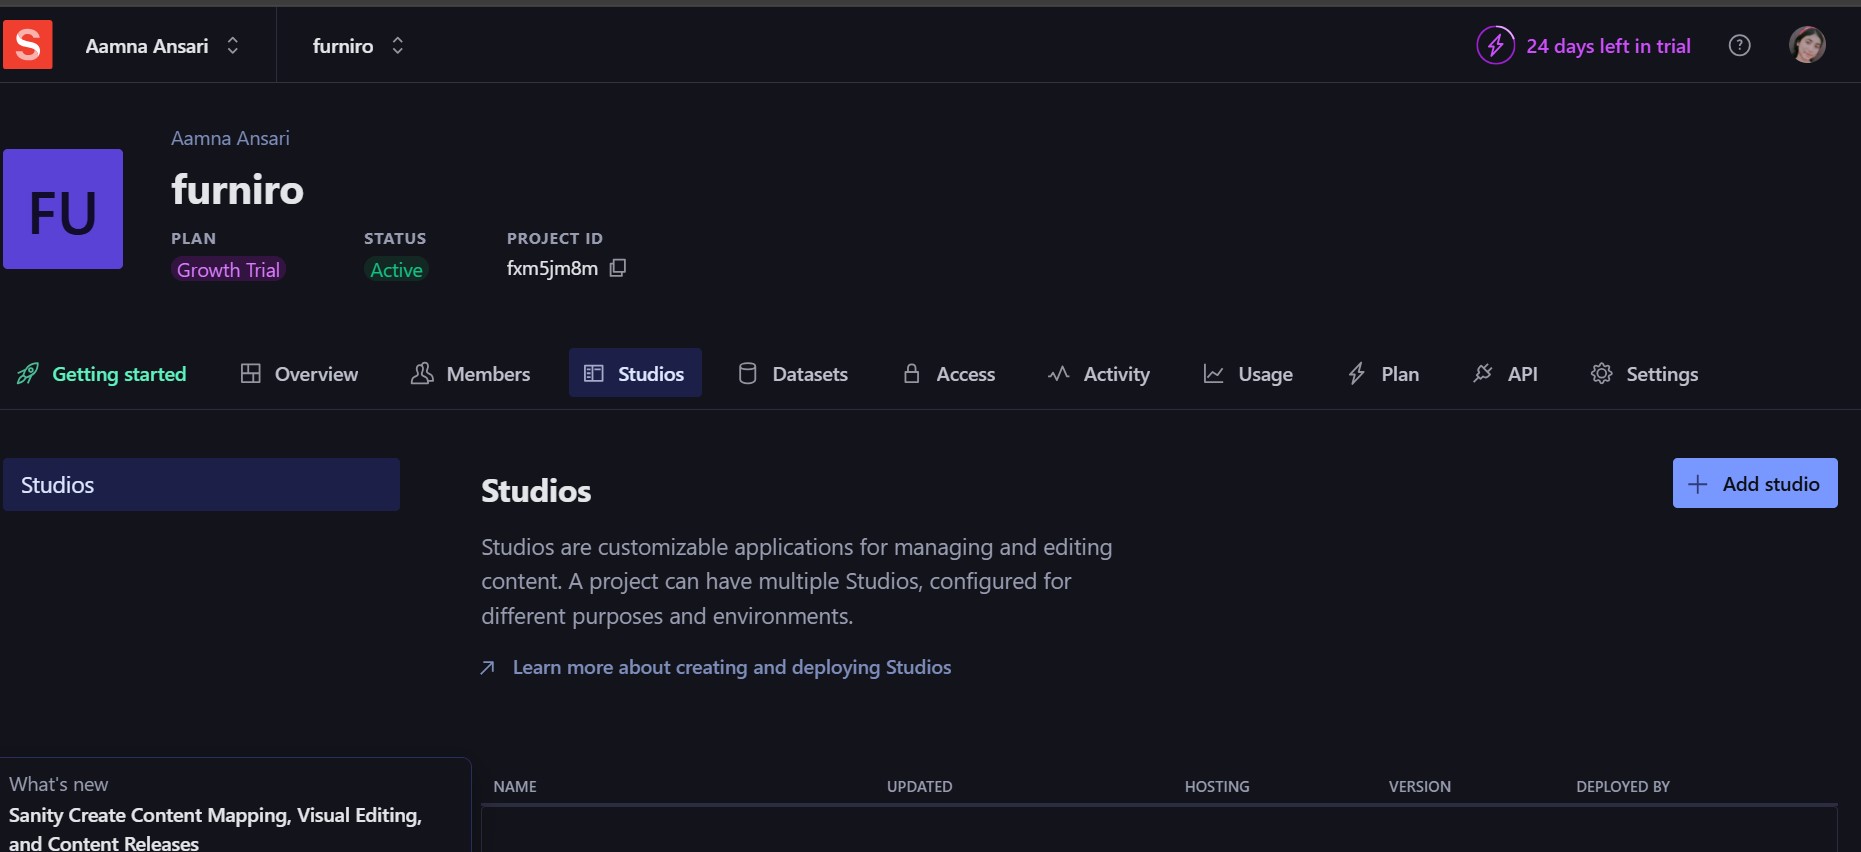 S
Aamna Ansari
furniro
24 days left in trial
?
FU
Aamna Ansari
furniro
PLAN
STATUS
PROJECT ID
Growth Trial
Active
fxm5jm8m
Getting started
Overview
Members
Studios
Datasets
Access
Activity
Usage
Plan
API
Settings
Studios
Studios
+ Add studio
Studios are customizable applications for managing and editing
content. A project can have multiple Studios, configured for
different purposes and environments.
Learn more about creating and deploying Studios
NAME
UPDATED
HOSTING
VERSION
DEPLOYED BY
What's new
Sanity Create Content Mapping, Visual Editing,
and Content Releases